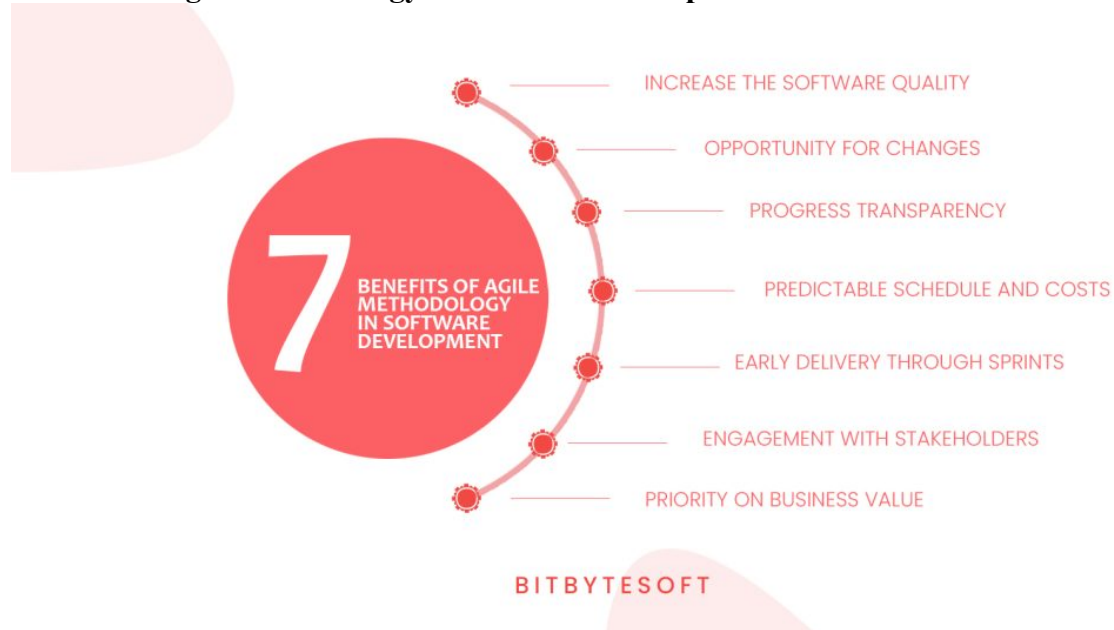 7
BENEFITS OF AGILE
METHODOLOGY
IN SOFTWARE
DEVELOPMENT
INCREASE THE SOFTWARE QUALITY
OPPORTUNITY FOR CHANGES
PROGRESS TRANSPARENCY
PREDICTABLE SCHEDULE AND COSTS
EARLY DELIVERY THROUGH SPRINTS
ENGAGEMENT WITH STAKEHOLDERS
PRIORITY ON BUSINESS VALUE
BITBYTESOFT